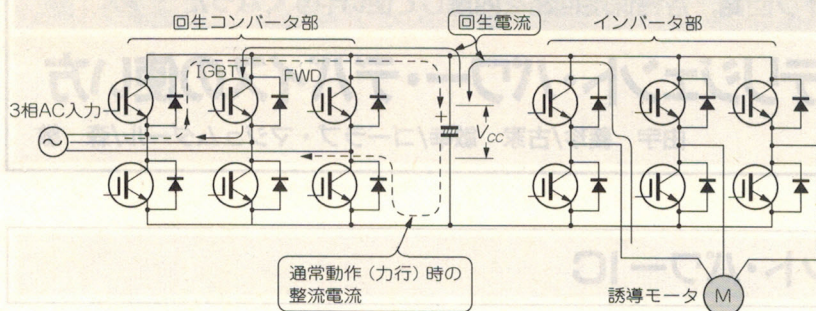 回生コンバータ部
回生電流
インバータ部
IGBT
FWD
3相AC入力
+
VCC
通常動作（力行）時の
整流電流
誘導モータ
M